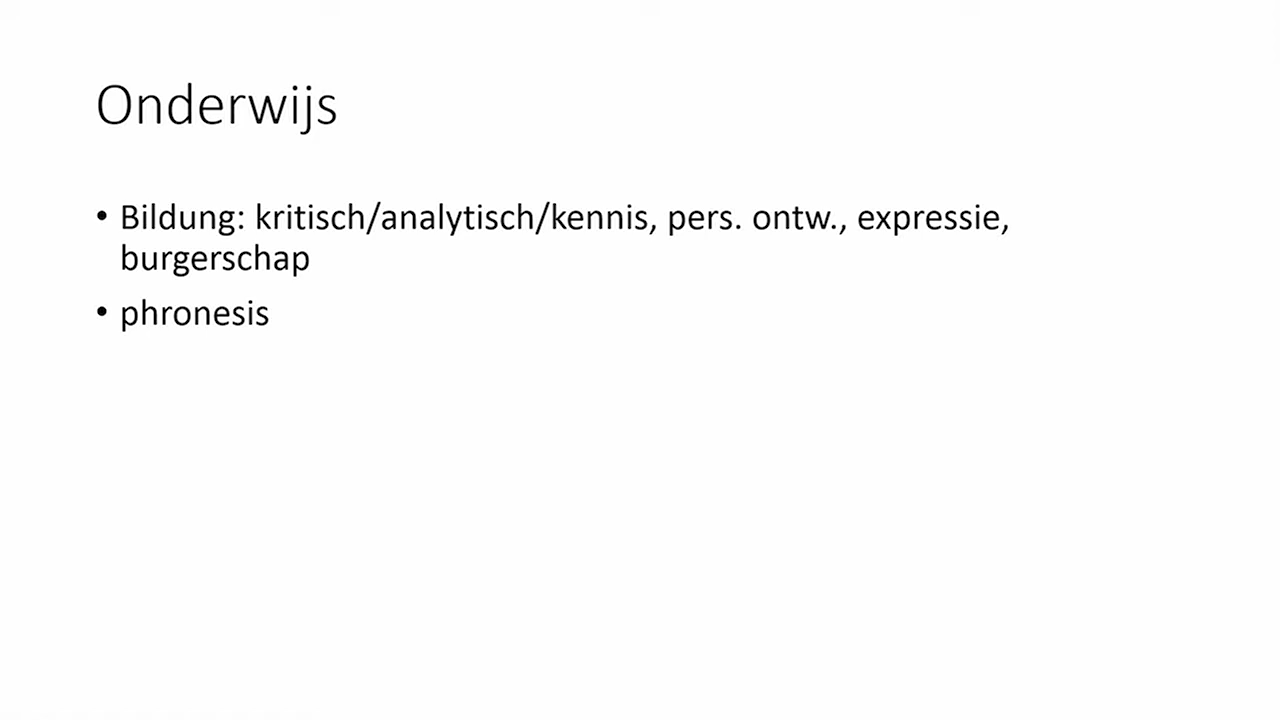 Onderwijs
• Bildung: kritisch/analytisch/kennis, pers. ontw., expressie,
burgerschap
• phronesis